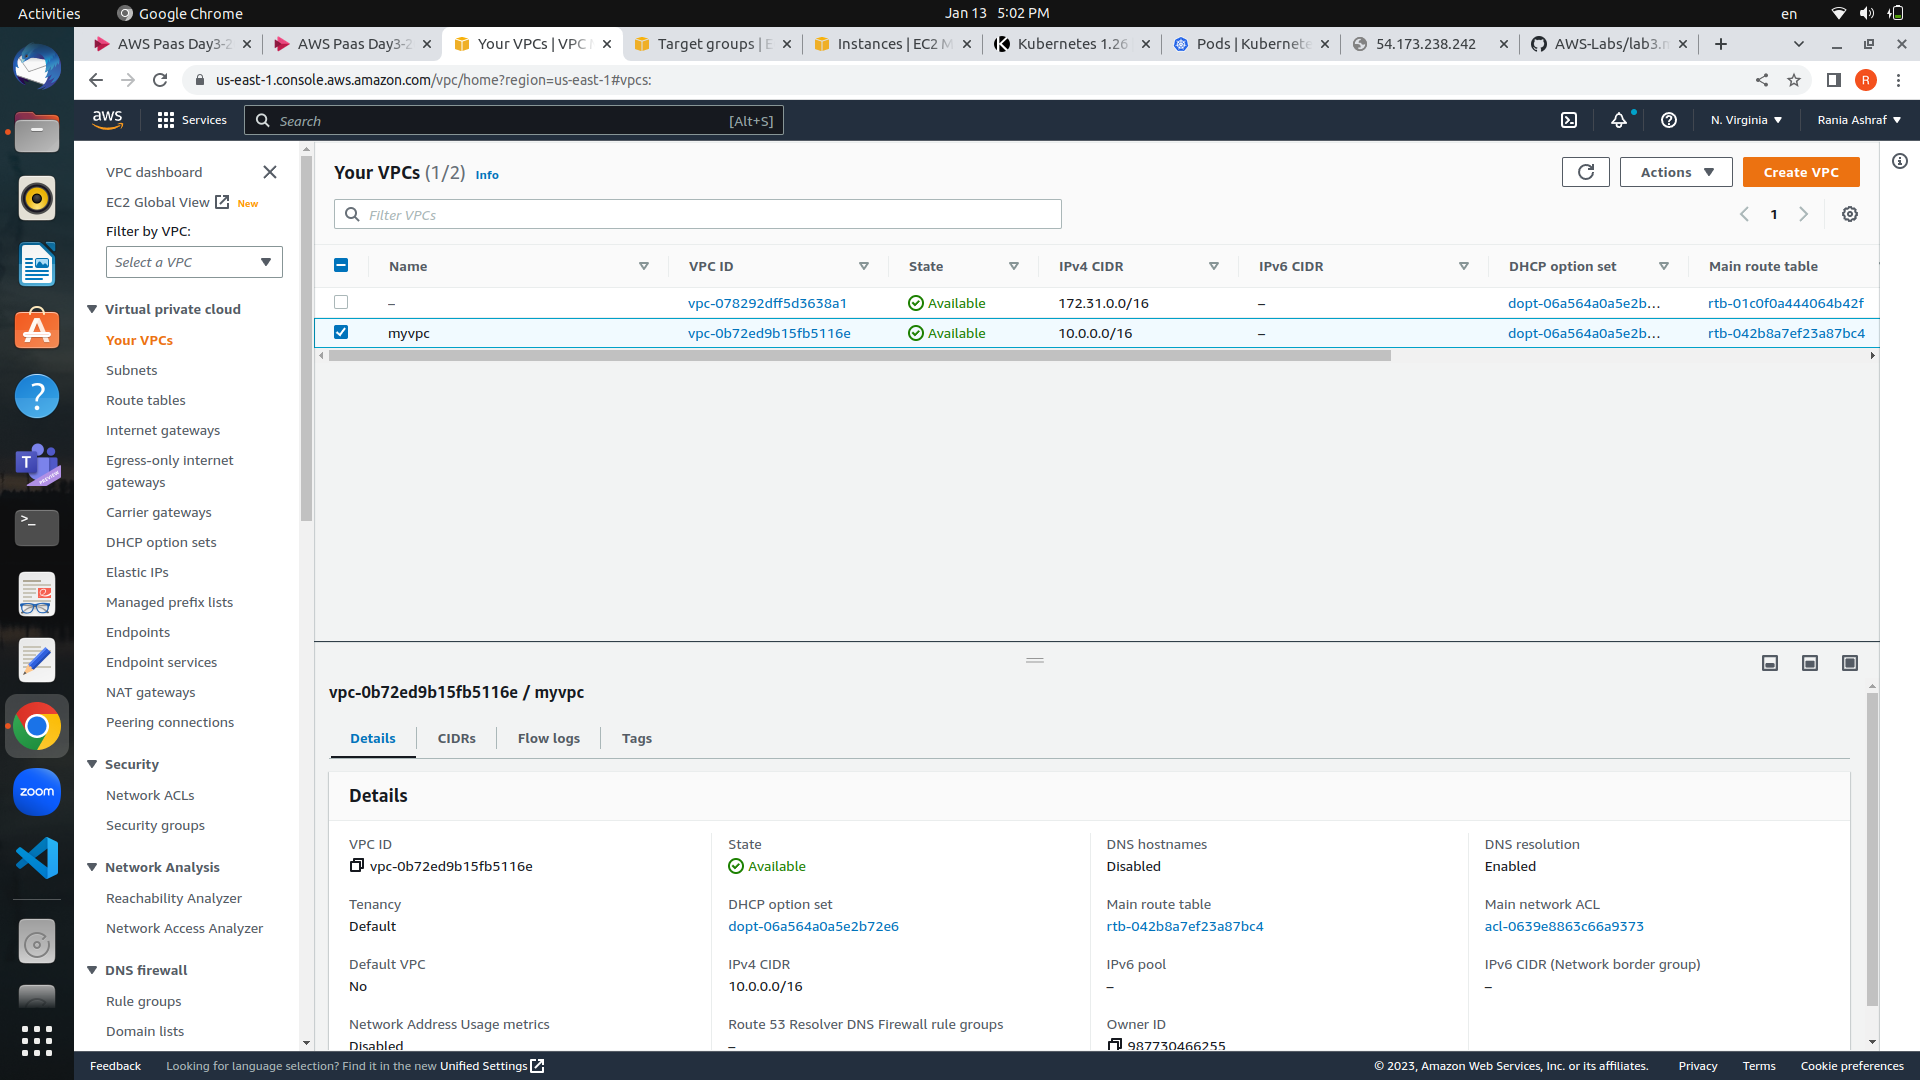 Activities
Google Chrome
Jan 13 5:02 PM
en
AWS Paas Day3-2
AWS Paas Day3-2
Your VPCs | VPC M
Target groups | E
Instances | EC2 M
Kubernetes 1.26
Pods | Kubernete
54.173.238.242
AWS-Labs/lab3.m
us-east-1.console.aws.amazon.com/vpc/home?region=us-east-1#vpcs:
R
aws
Services
Search
[Alt+S]
N. Virginia
Rania Ashraf
VPC dashboard
EC2 Global View New
Filter by VPC:
Select a VPC
Virtual private cloud
Your VPCs
Subnets
Route tables
Internet gateways
Egress-only internet
gateways
Carrier gateways
DHCP option sets
Elastic IPs
Managed prefix lists
Endpoints
Endpoint services
NAT gateways
Peering connections
Security
Network ACLs
Security groups
Network Analysis
Reachability Analyzer
Network Access Analyzer
DNS firewall
Rule groups
Domain lists
Your VPCs (1/2) Info
Actions
Create VPC
Filter VPCs
1
Name VPC ID State IPv4 CIDR IPv6 CIDR DHCP option set Main route table
– vpc-078292dff5d3638a1 Available 172.31.0.0/16 – dopt-06a564a0a5e2b... rtb-01c0f0a444064b42f
myvpc vpc-0b72ed9b15fb5116e Available 10.0.0.0/16 – dopt-06a564a0a5e2b... rtb-042b8a7ef23a87bc4
vpc-0b72ed9b15fb5116e / myvpc
Details CIDRs Flow logs Tags
Details
VPC ID
vpc-0b72ed9b15fb5116e
State
Available
DNS hostnames
Disabled
DNS resolution
Enabled
Tenancy
Default
DHCP option set
dopt-06a564a0a5e2b72e6
Main route table
rtb-042b8a7ef23a87bc4
Main network ACL
acl-0639e8863c66a9373
Default VPC
No
IPv4 CIDR
10.0.0.0/16
IPv6 pool
–
IPv6 CIDR (Network border group)
–
Network Address Usage metrics
Disabled
Route 53 Resolver DNS Firewall rule groups
–
Owner ID
987730466255
T
PREVIEW
>_
zoom
Feedback
Looking for language selection? Find it in the new Unified Settings
© 2023, Amazon Web Services, Inc. or its affiliates.
Privacy
Terms
Cookie preferences